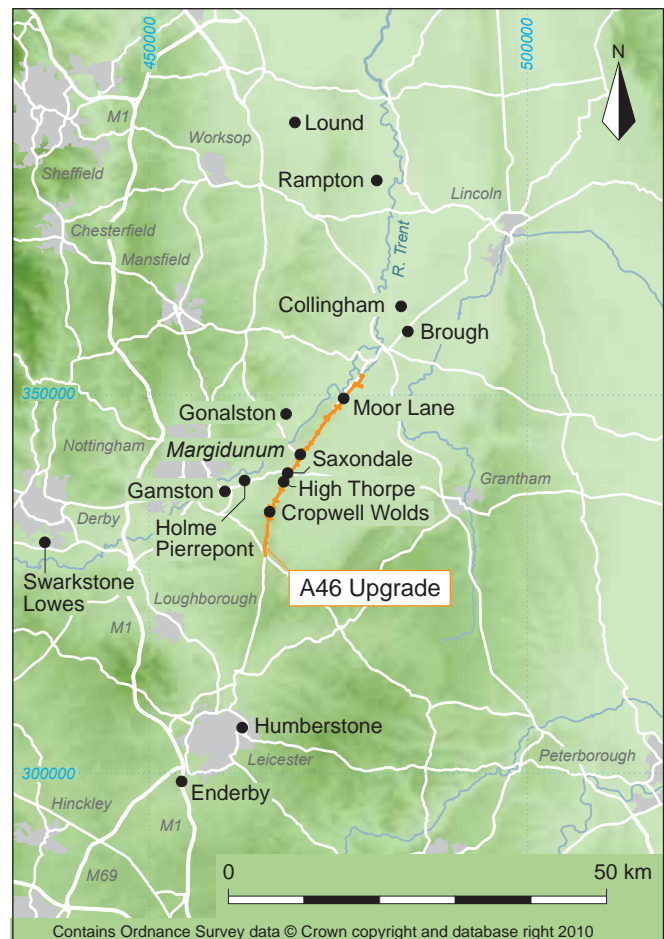 450000
500000
N
M1
Lound
Worksop
Sheffield
Rampton
Lincoln
Chesterfield
R. Trent
Mansfield
Collingham
Brough
350000
Moor Lane
Gonalston
Nottingham
Margidunum
Saxondale
Grantham
Gamston
High Thorpe
Derby
Holme
Pierrepont
Cropwell Wolds
Swarkstone
Lowes
A46 Upgrade
Loughborough
M1
Humberstone
Leicester
Peterborough
300000
Enderby
Hinckley
M1
M69
0
50 km
Contains Ordnance Survey data © Crown copyright and database right 2010